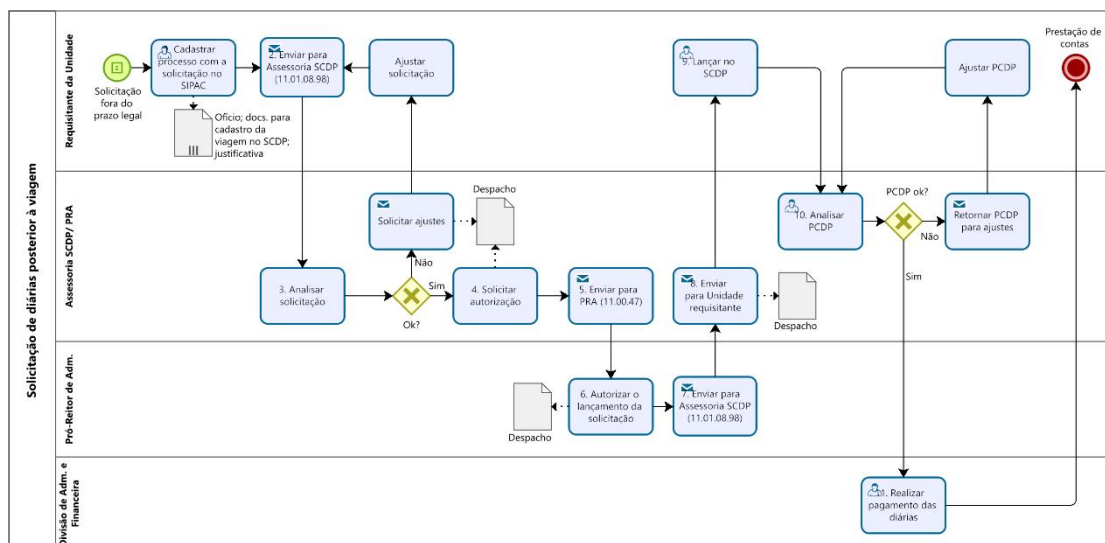 Solicitação de diárias posterior à viagem
Requisitante da Unidade
Solicitação
fora do
prazo legal
Cadastrar
processo com a
solicitação no
SIPAC
Ofício; docs. para
cadastro da
viagem no SCDP;
justificativa
2. Enviar para
Assessoria SCDP
(11.01.08.98)
Ajustar
solicitação
9. Lançar no
SCDP
Ajustar PCDP
Prestação de
contas
Assessoria SCDP/ PRA
3. Analisar
solicitação
Ok?
Não
Sim
Solicitar ajustes
Despacho
4. Solicitar
autorização
5. Enviar para
PRA (11.00.47)
8. Enviar
para Unidade
requisitante
Despacho
10. Analisar
PCDP
PCDP ok?
Não
Sim
Retornar PCDP
para ajustes
Pró-Reitor de Adm.
Despacho
6. Autorizar o
lançamento da
solicitação
7. Enviar para
Assessoria SCDP
(11.01.08.98)
Divisão de Adm. e
Financeira
1. Realizar
pagamento das
diárias